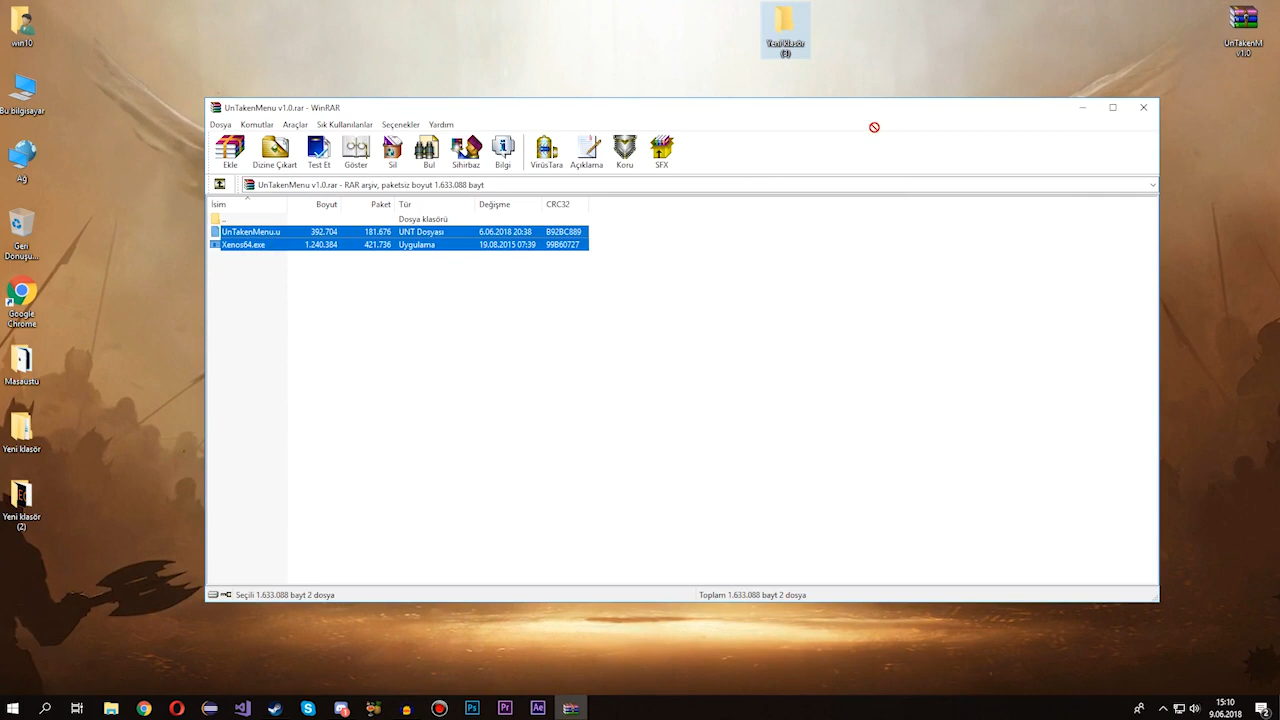 win10
Bu bilgisayar
Ağ
Geri
Dönüşü...
Google
Chrome
Masaüstü
Yeni klasör
Yeni klasör
(2)
Yeni klasör
(3)
UnTakenM
v1.0
UnTakenMenu v1.0.rar - WinRAR
Dosya Komutlar Araçlar Sık Kullanılanlar Seçenekler Yardım
Ekle Dizine Çıkart Test Et Göster Sil Bul Sihirbaz Bilgi VirüsTara Açıklama Koru SFX
UnTakenMenu v1.0.rar - RAR arşiv, paketsiz boyut 1.633.088 bayt
İsim Boyut Paket Tür Değişme CRC32
.. Dosya klasörü
UnTakenMenu.u 392.704 181.676 UNT Dosyası 6.06.2018 20:38 B92BC889
Xenos64.exe 1.240.384 421.736 Uygulama 19.08.2015 07:39 99B60727
Seçili 1.633.088 bayt 2 dosya Toplam 1.633.088 bayt 2 dosya
Ps Pr Ae
15:10
9.06.2018